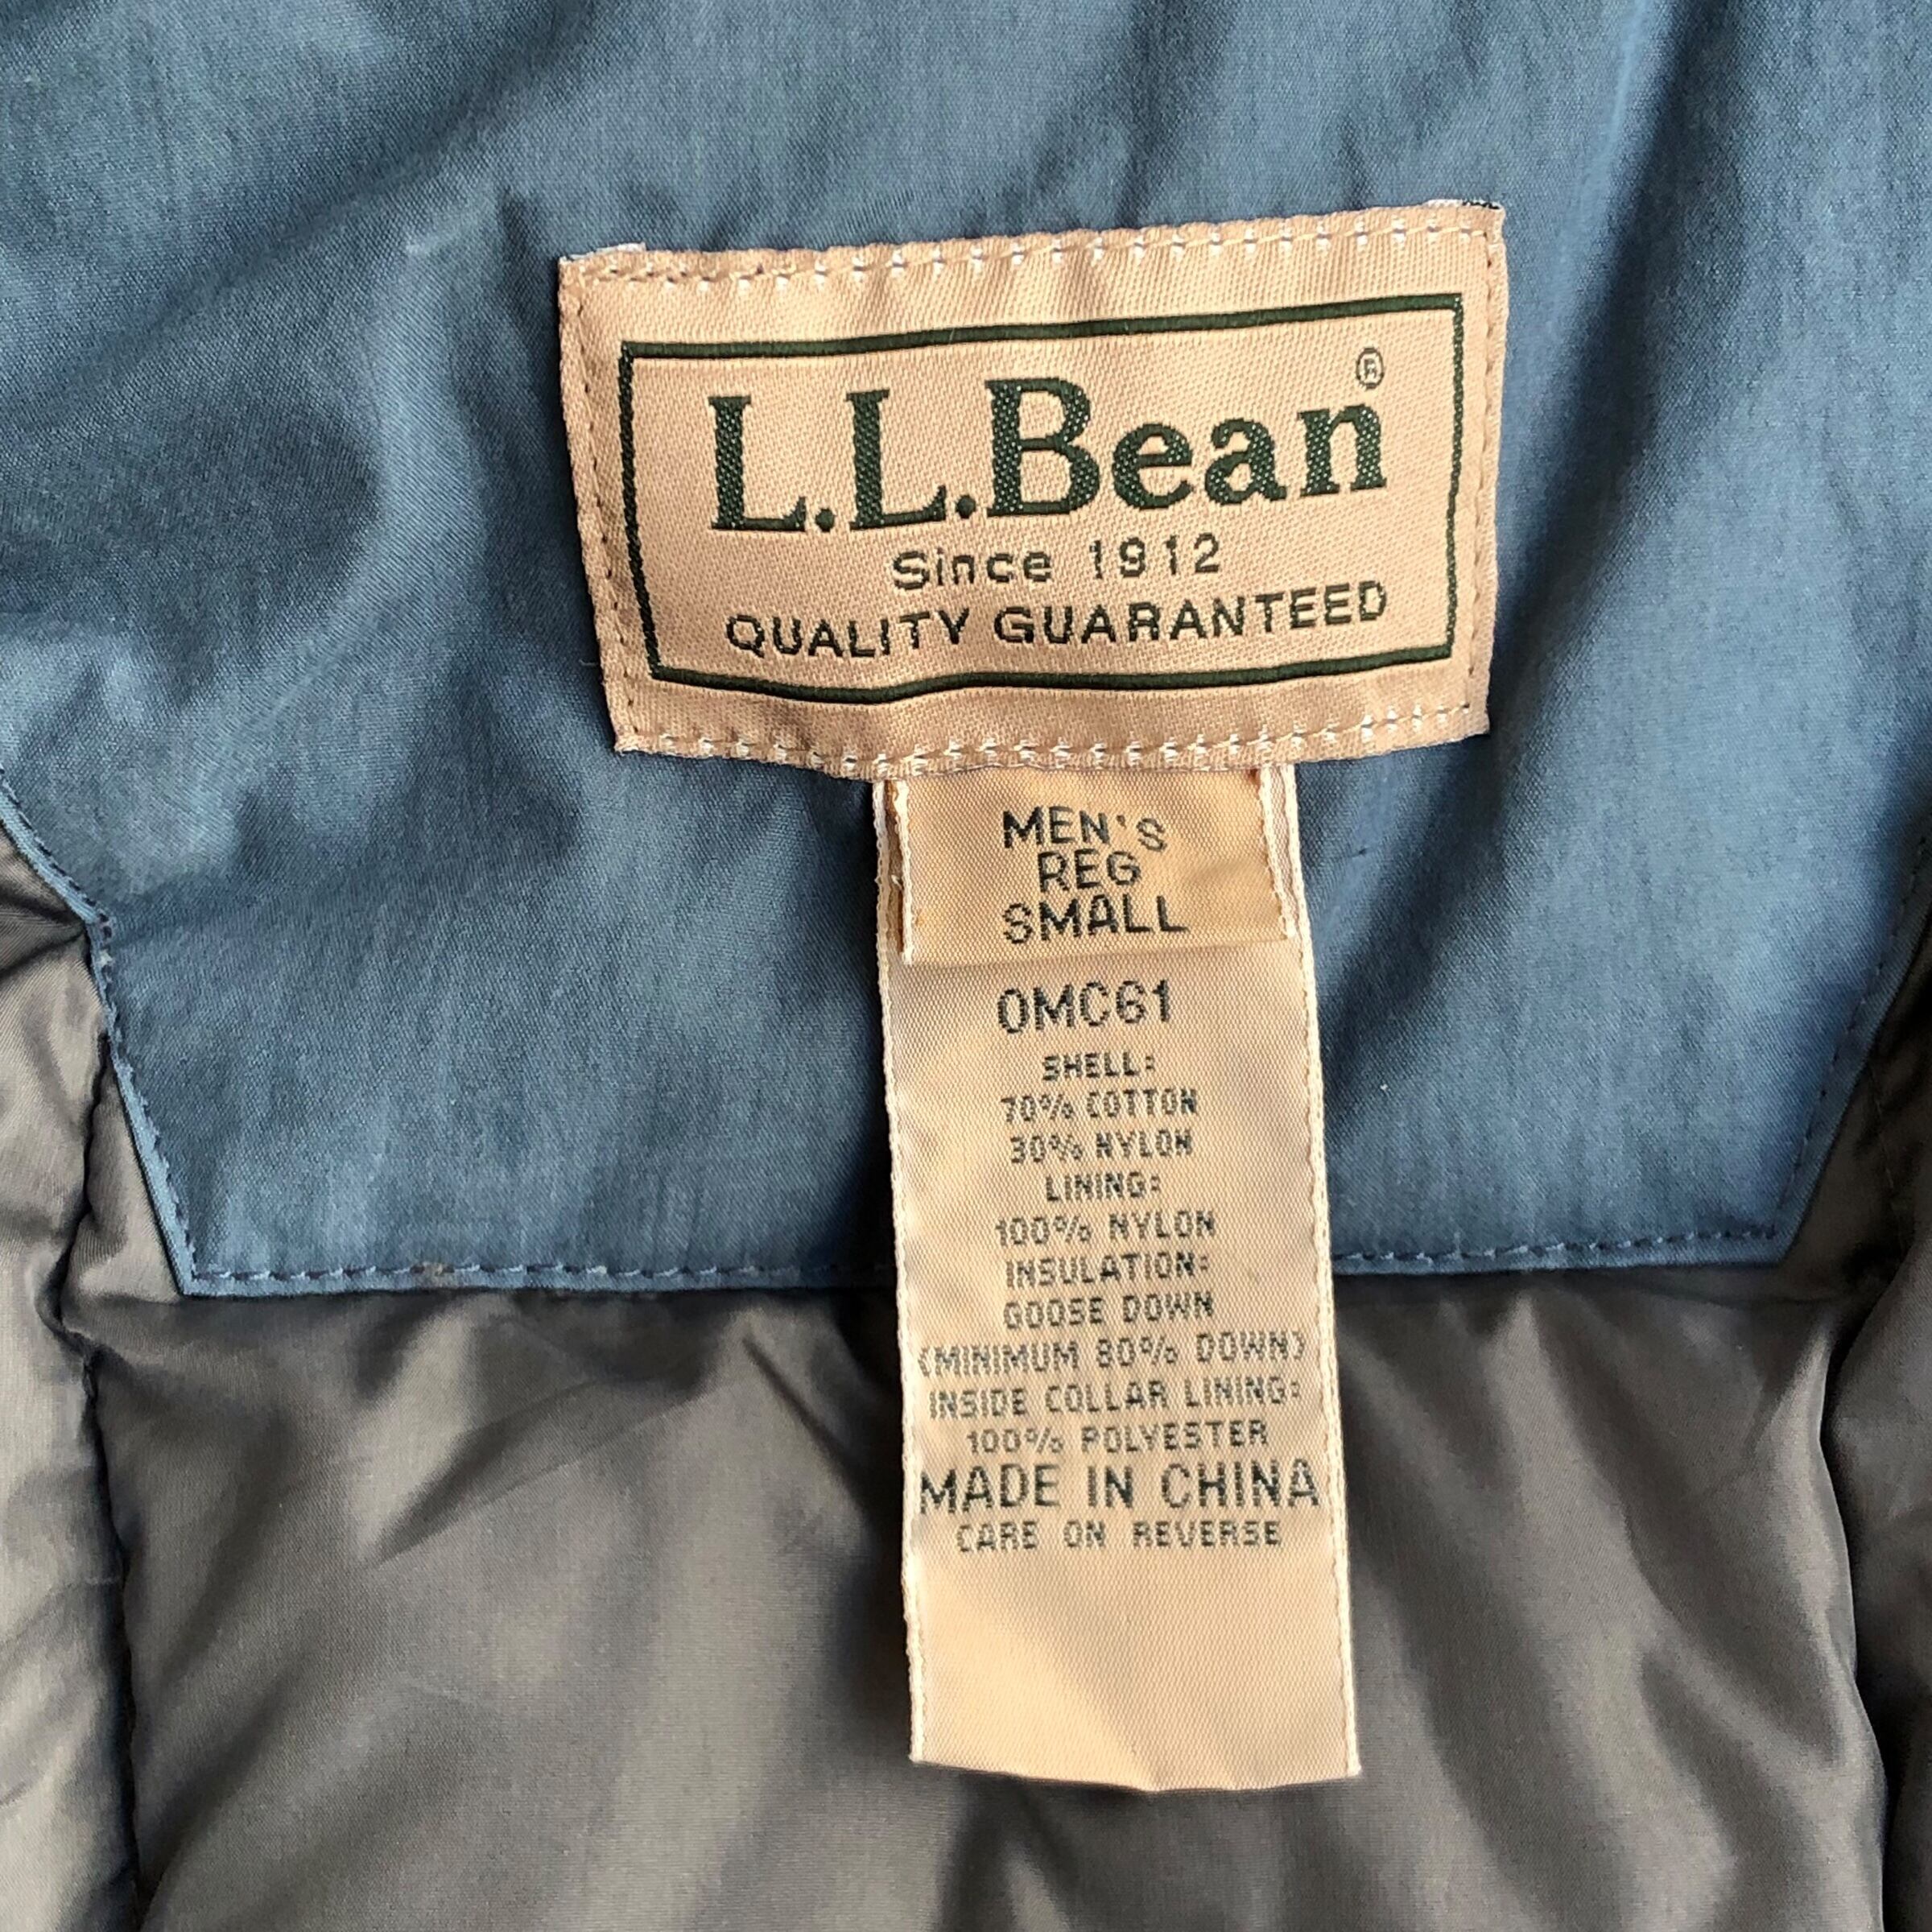 L.L.Bean®
Since 1912
QUALITY GUARANTEED
MEN'S
REG
SMALL
0MC61
SHELL:
70% COTTON
30% NYLON
LINING:
100% NYLON
INSULATION:
GOOSE DOWN
(MINIMUM 80% DOWN)
INSIDE COLLAR LINING:
100% POLYESTER
MADE IN CHINA
CARE ON REVERSE